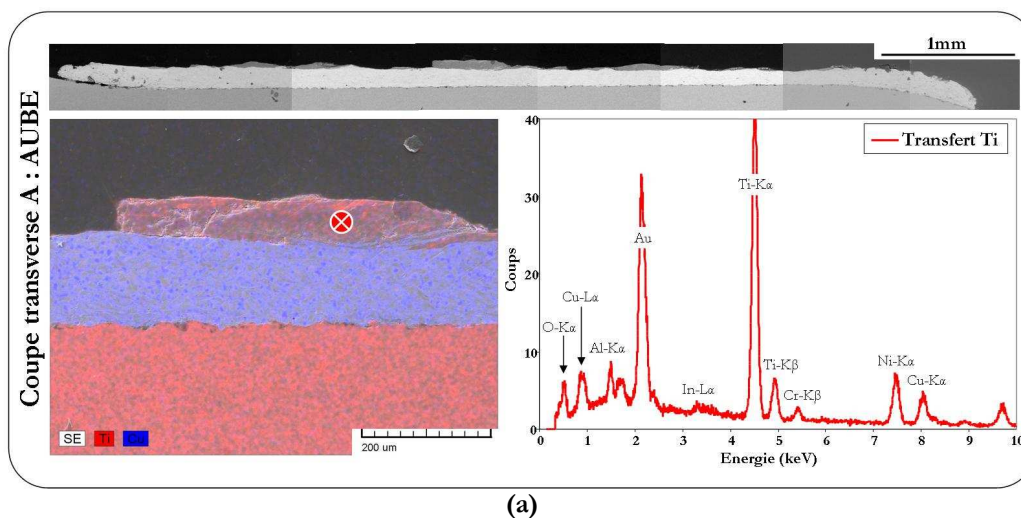 1mm
Coupe transverse A : AUBE
SE Ti Cu
200 um
Transfert Ti
Coups
40
30
20
10
0
0 1 2 3 4 5 6 7 8 9 10
Energie (keV)
O-Kα
Cu-Lα
Al-Kα
Au
In-Lα
Ti-Kα
Ti-Kβ
Cr-Kβ
Ni-Kα
Cu-Kα
(a)